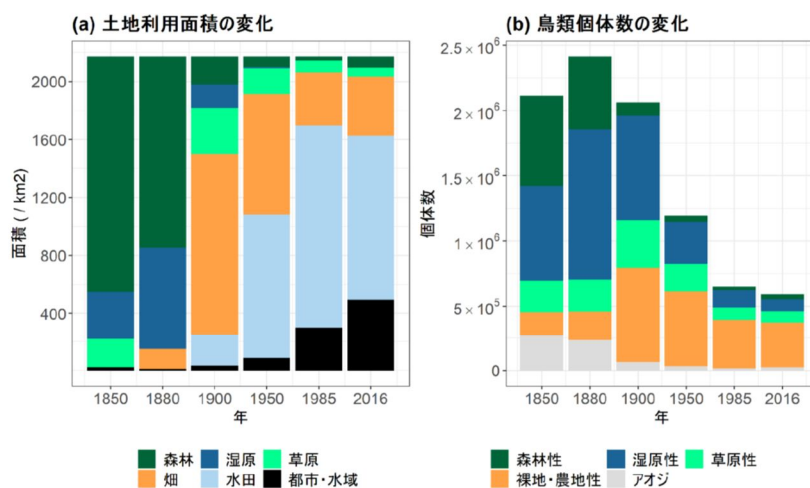 (a) 土地利用面積の変化
面積 ( / km2)
2000
1600
1200
800
400
1850 1880 1900 1950 1985 2016
年
森林 湿原 草原
畑 水田 都市・水域
(b) 鳥類個体数の変化
個体数
2.5×10⁶
2×10⁶
1.5×10⁶
1×10⁶
5×10⁵
0
1850 1880 1900 1950 1985 2016
年
森林性 湿原性 草原性
裸地・農地性 アオジ